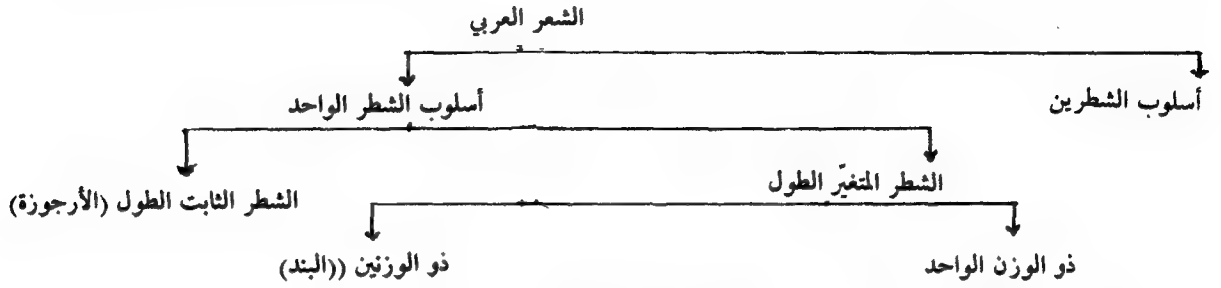 الشعر العربي
أسلوب الشطرين
أسلوب الشطر الواحد
الشطر المتغيّر الطول
الشطر الثابت الطول (الأرجوزة)
ذو الوزن الواحد
ذو الوزنين ((البند)